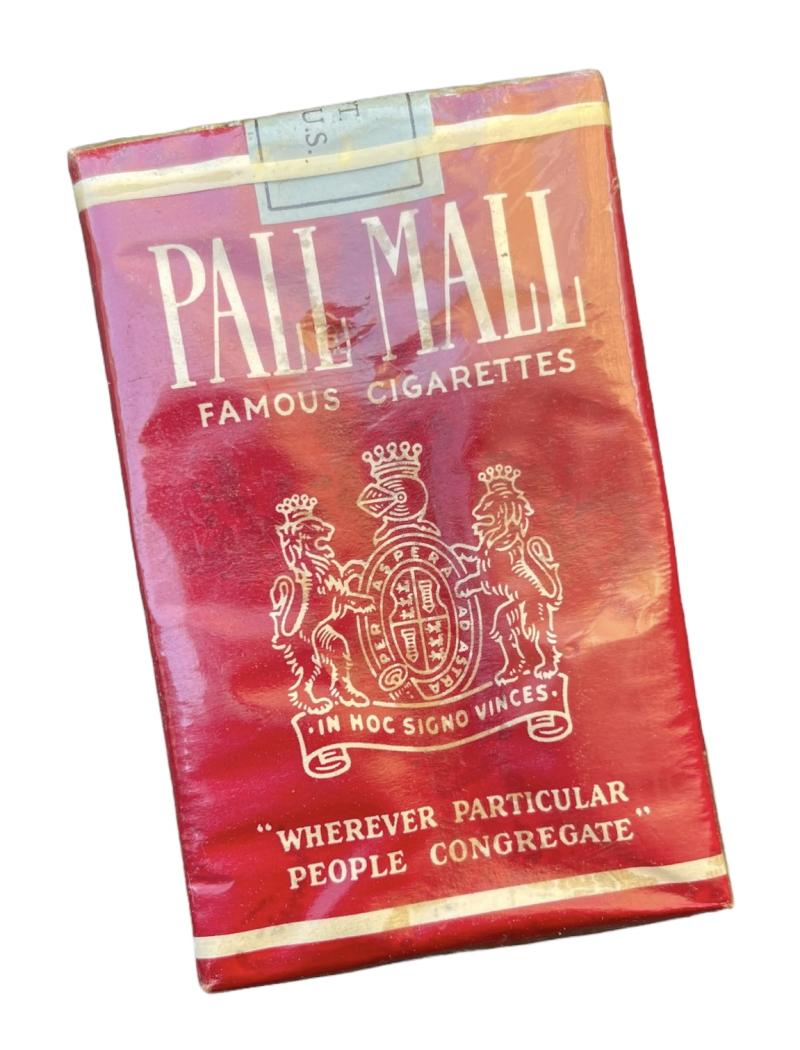 T.
U.S.
PALL MALL
FAMOUS CIGARETTES
PER ASPERA AD ASTRA
·IN HOC SIGNO VINCES·
"WHEREVER PARTICULAR
PEOPLE CONGREGATE"